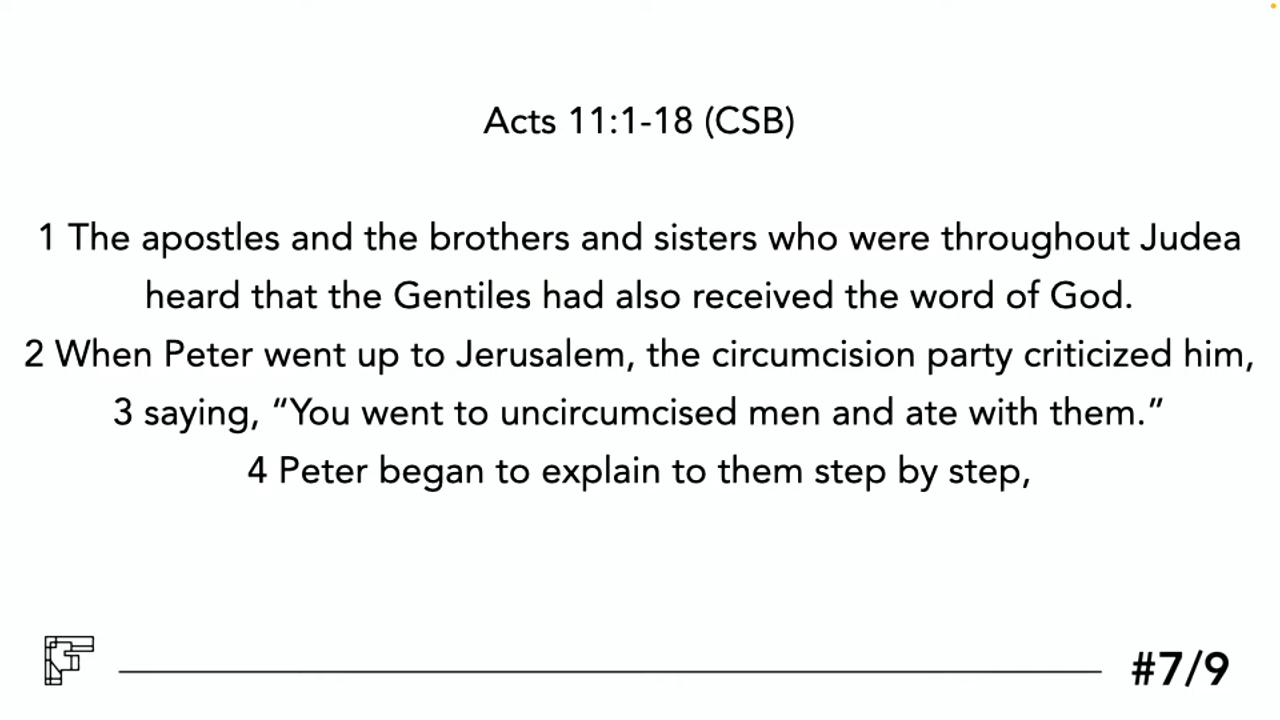 Acts 11:1-18 (CSB)
1 The apostles and the brothers and sisters who were throughout Judea
heard that the Gentiles had also received the word of God.
2 When Peter went up to Jerusalem, the circumcision party criticized him,
3 saying, “You went to uncircumcised men and ate with them.”
4 Peter began to explain to them step by step,
#7/9